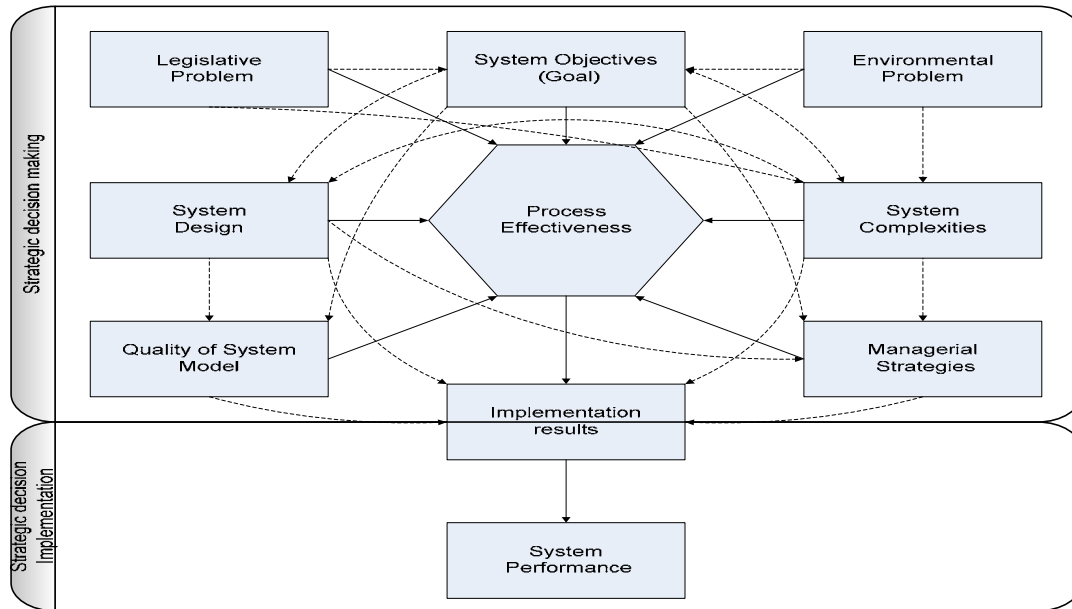 Strategic decision making
Legislative
Problem
System Objectives
(Goal)
Environmental
Problem
System
Design
Process
Effectiveness
System
Complexities
Quality of System
Model
Managerial
Strategies
Implementation
results
Strategic decision
Implementation
System
Performance